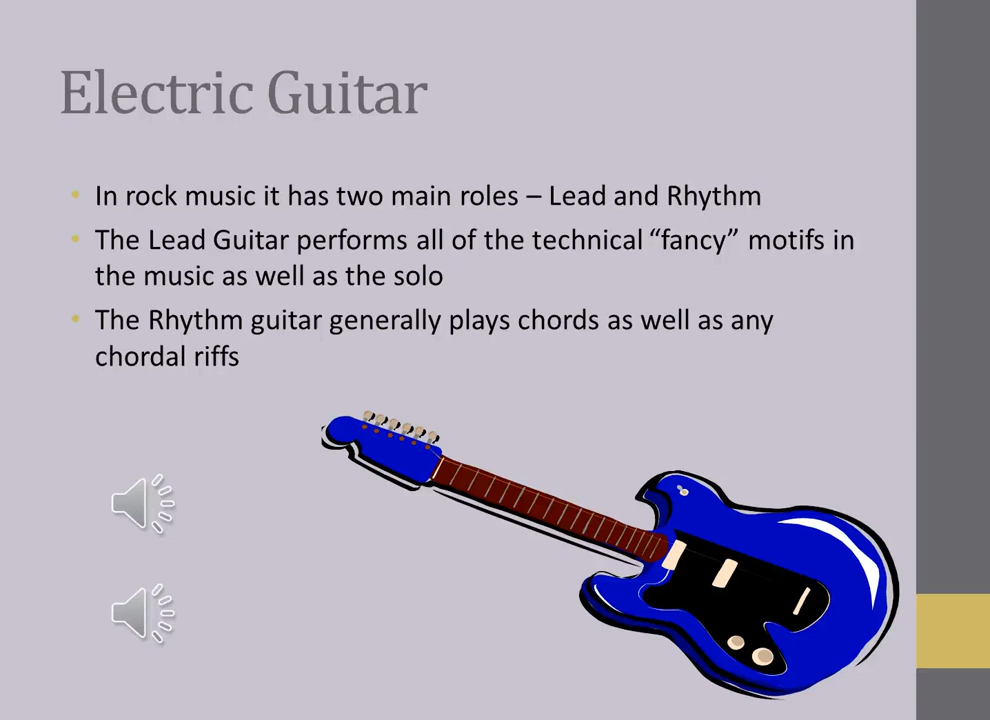 Electric Guitar
• In rock music it has two main roles – Lead and Rhythm
• The Lead Guitar performs all of the technical “fancy” motifs in
the music as well as the solo
• The Rhythm guitar generally plays chords as well as any
chordal riffs